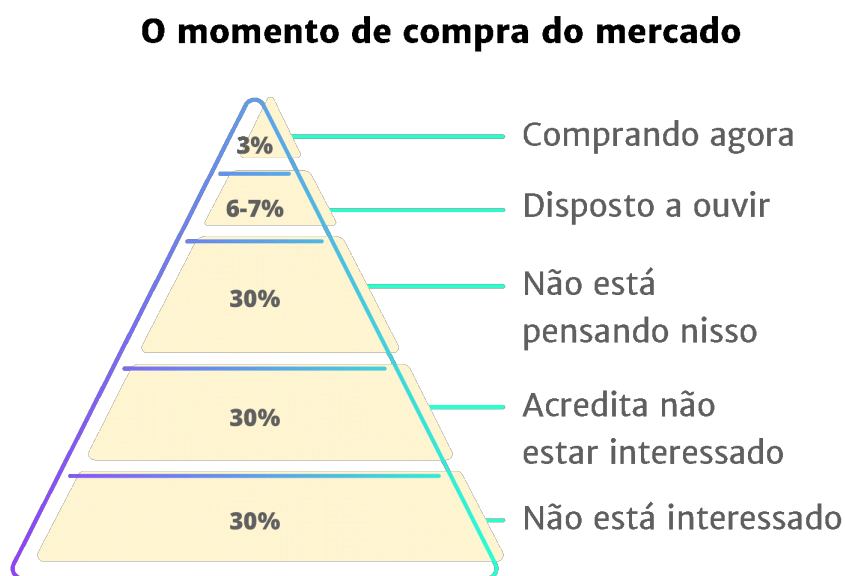 O momento de compra do mercado
3%
Comprando agora
6-7%
Disposto a ouvir
30%
Não está
pensando nisso
30%
Acredita não
estar interessado
30%
Não está interessado